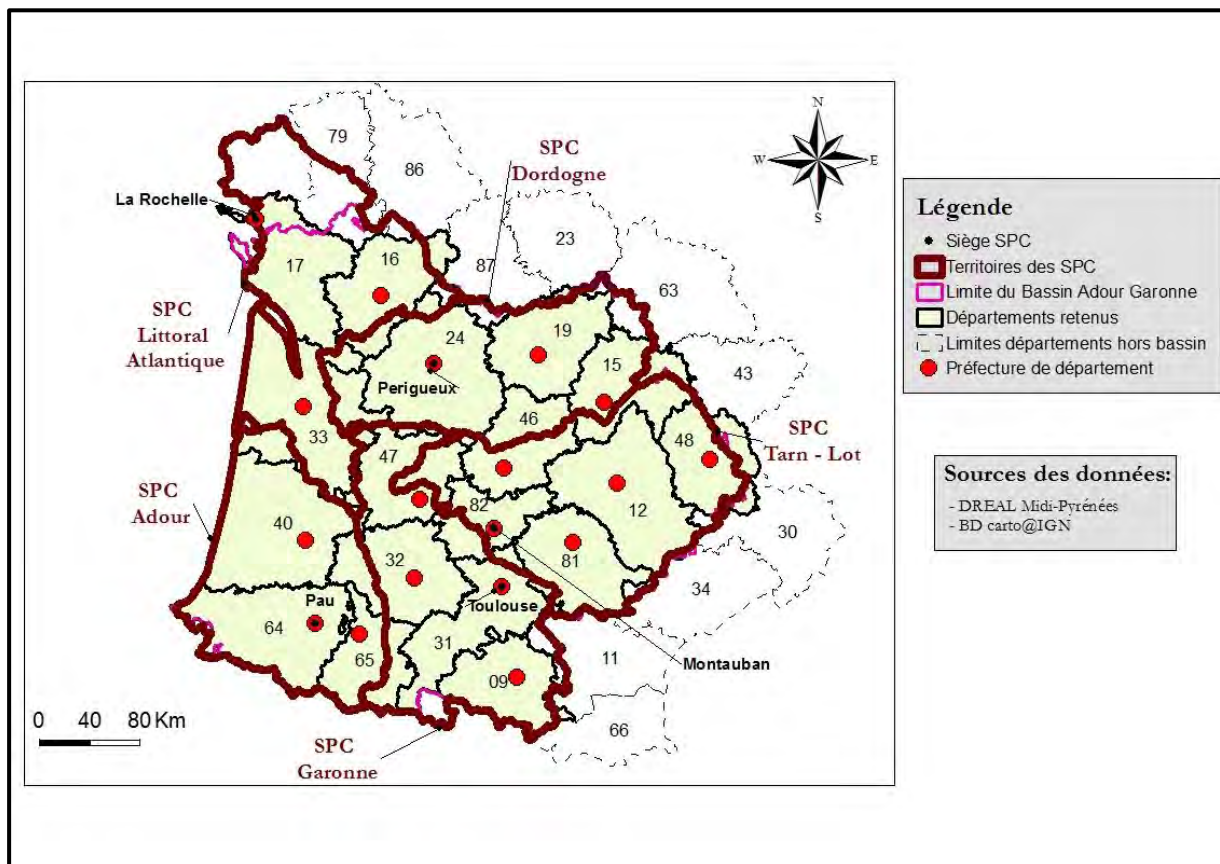 N
W
E
S
79
86
SPC
Dordogne
La Rochelle
23
87
17
16
63
SPC
Littoral
Atlantique
24
19
15
43
Perigueux
46
33
47
48
SPC
Tarn - Lot
SPC
Adour
40
82
12
30
32
81
34
Pau
Toulouse
64
31
65
11
Montauban
09
66
0 40 80 Km
SPC
Garonne
Légende
Siège SPC
Territoires des SPC
Limite du Bassin Adour Garonne
Départements retenus
Limites départements hors bassin
Préfecture de département
Sources des données:
- DREAL Midi-Pyrénées
- BD carto@IGN